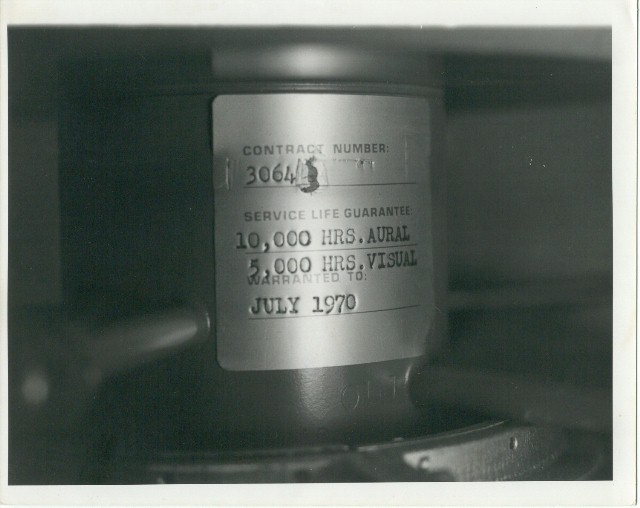 CONTRACT NUMBER:
3064
SERVICE LIFE GUARANTEE:
10,000 HRS.AURAL
5,000 HRS.VISUAL
WARRANTED TO:
JULY 1970